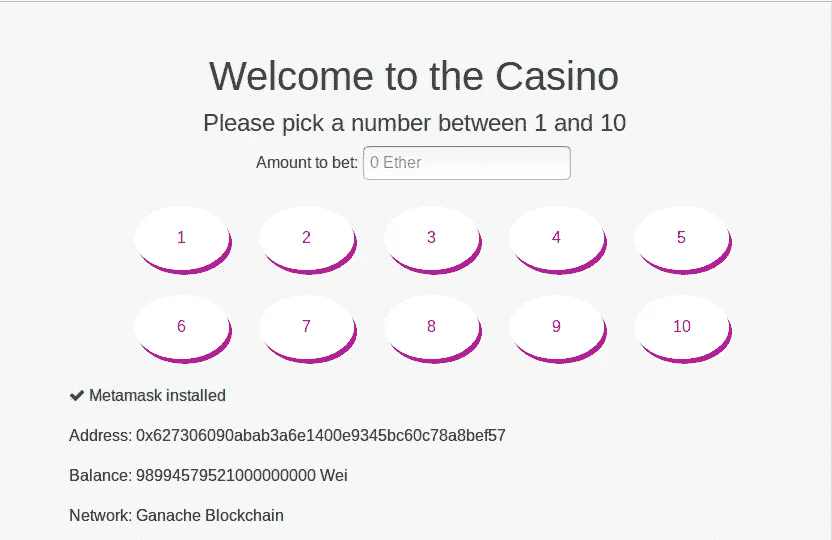 Welcome to the Casino
Please pick a number between 1 and 10
Amount to bet: 0 Ether
1 2 3 4 5
6 7 8 9 10
Metamask installed
Address: 0x627306090abab3a6e1400e9345bc60c78a8bef57
Balance: 98994579521000000000 Wei
Network: Ganache Blockchain